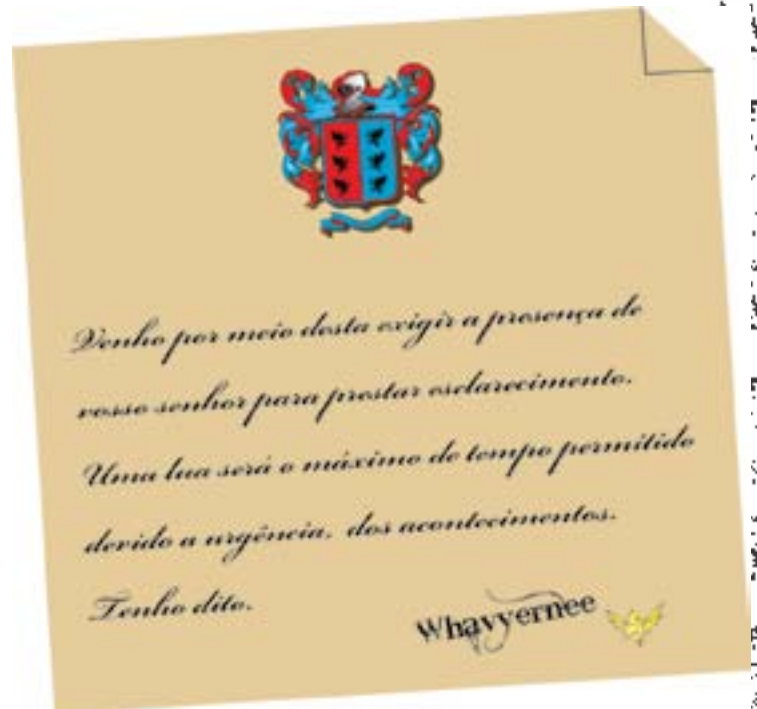 Venho por meio desta exigir a presença de
vosso senhor para prestar esclarecimento.
Uma lua será o máximo de tempo permitido
devido a urgência, dos acontecimentos.
Tenho dito.
Whavyernee